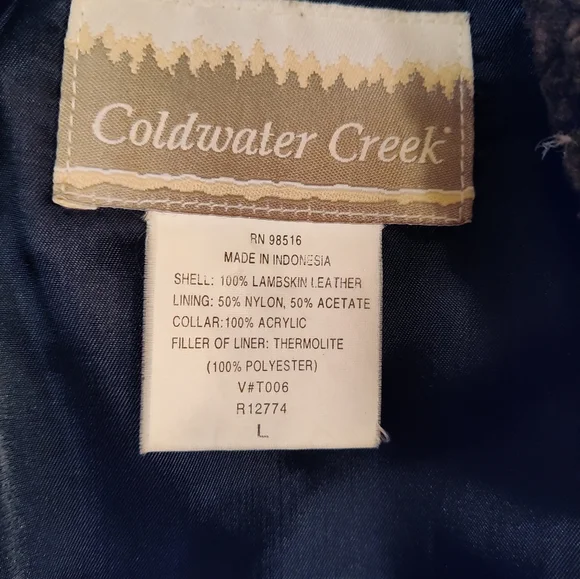 Coldwater Creek®
RN 98516
MADE IN INDONESIA
SHELL: 100% LAMBSKIN LEATHER
LINING: 50% NYLON, 50% ACETATE
COLLAR:100% ACRYLIC
FILLER OF LINER: THERMOLITE
(100% POLYESTER)
V#T006
R12774
L